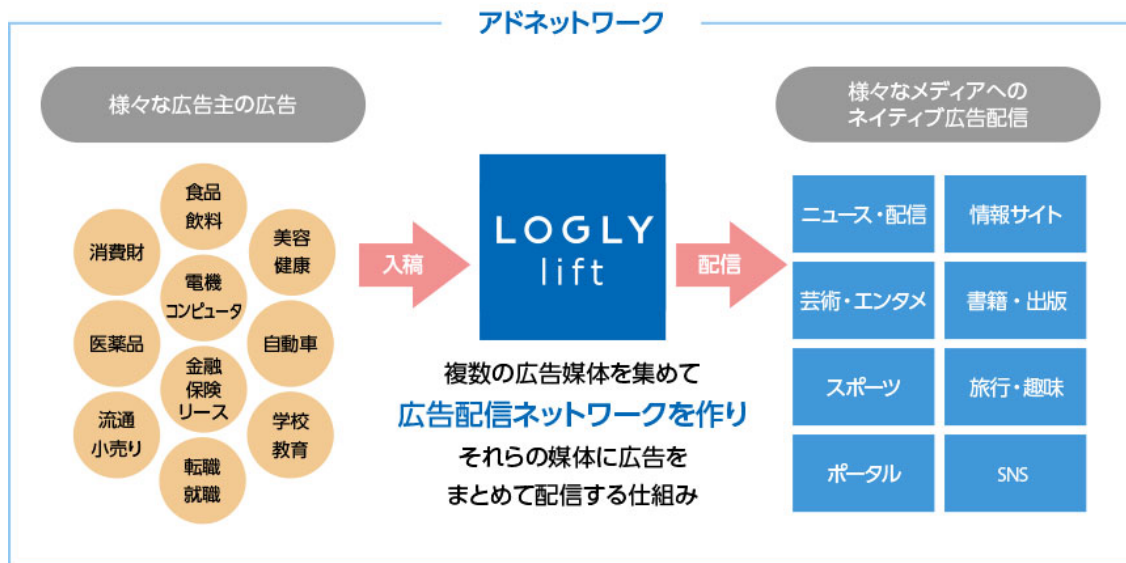 アドネットワーク
様々な広告主の広告
食品
飲料
消費財
美容
健康
電機
コンピュータ
医薬品
自動車
金融
保険
リース
流通
小売り
学校
教育
転職
就職
入稿
LOGLY
lift
複数の広告媒体を集めて
広告配信ネットワークを作り
それらの媒体に広告を
まとめて配信する仕組み
配信
様々なメディアへの
ネイティブ広告配信
ニュース・配信
情報サイト
芸術・エンタメ
書籍・出版
スポーツ
旅行・趣味
ポータル
SNS